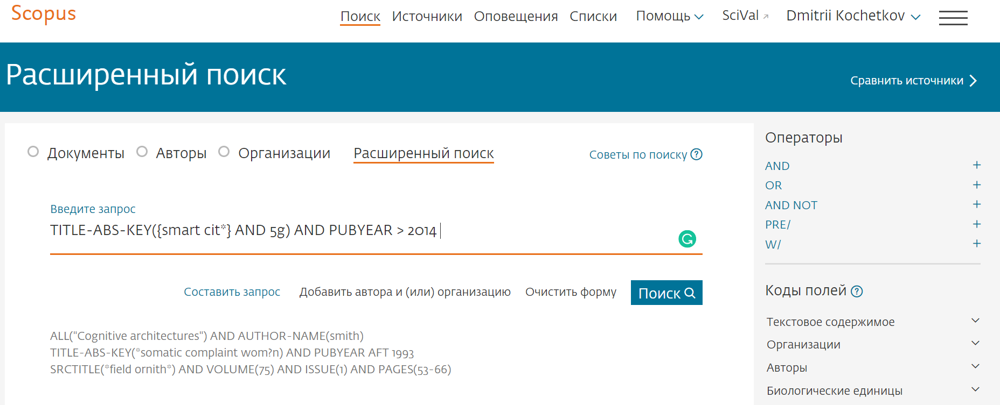 Scopus
Поиск Источники Оповещения Списки Помощь SciVal Dmitrii Kochetkov
Расширенный поиск
Сравнить источники
Документы Авторы Организации Расширенный поиск
Советы по поиску ?
Введите запрос
TITLE-ABS-KEY({smart cit*} AND 5g) AND PUBYEAR > 2014
Составить запрос Добавить автора и (или) организацию Очистить форму Поиск
ALL("Cognitive architectures") AND AUTHOR-NAME(smith)
TITLE-ABS-KEY(*somatic complaint wom?n) AND PUBYEAR AFT 1993
SRCTITLE(*field ornith*) AND VOLUME(75) AND ISSUE(1) AND PAGES(53-66)
Операторы
AND +
OR +
AND NOT +
PRE/ +
W/ +
Коды полей ?
Текстовое содержимое
Организации
Авторы
Биологические единицы